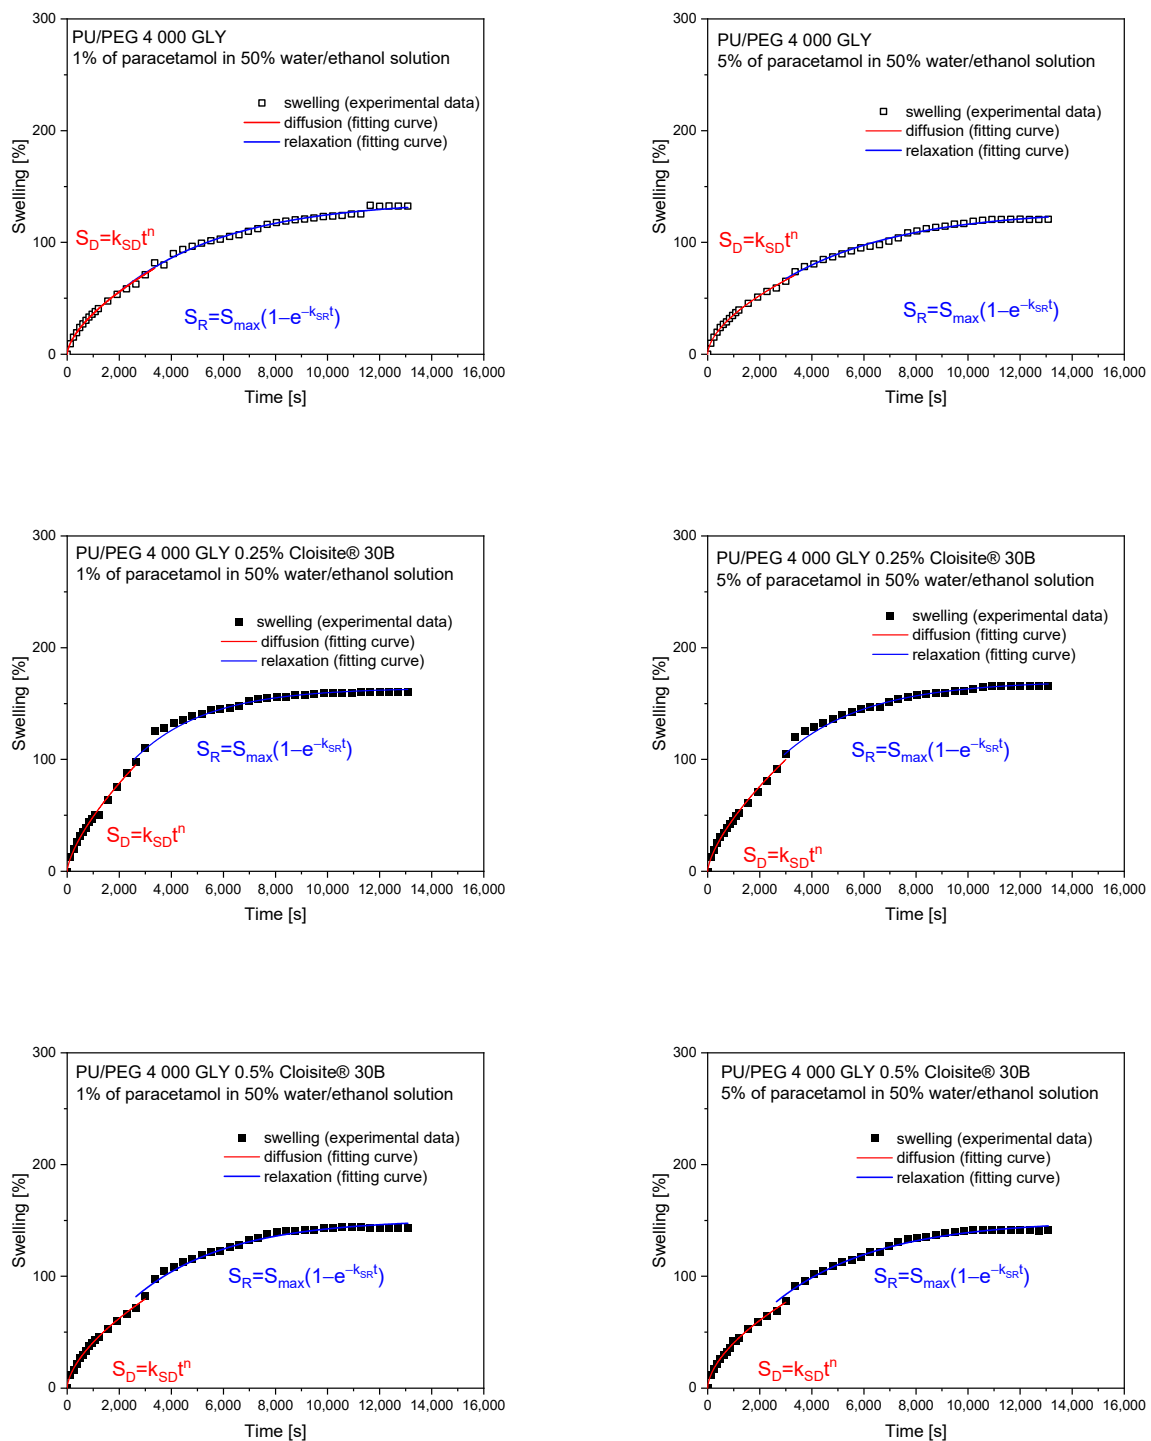 PU/PEG 4 000 GLY
1% of paracetamol in 50% water/ethanol solution
swelling (experimental data)
diffusion (fitting curve)
relaxation (fitting curve)
S_D=k_SD t^n
S_R=S_max(1–e^–k_SR t)
Swelling [%]
300
200
100
0
0 2,000 4,000 6,000 8,000 10,000 12,000 14,000 16,000
Time [s]
PU/PEG 4 000 GLY
5% of paracetamol in 50% water/ethanol solution
swelling (experimental data)
diffusion (fitting curve)
relaxation (fitting curve)
S_D=k_SD t^n
S_R=S_max(1–e^–k_SR t)
Swelling [%]
300
200
100
0
0 2,000 4,000 6,000 8,000 10,000 12,000 14,000 16,000
Time [s]
PU/PEG 4 000 GLY 0.25% Cloisite® 30B
1% of paracetamol in 50% water/ethanol solution
swelling (experimental data)
diffusion (fitting curve)
relaxation (fitting curve)
S_R=S_max(1–e^–k_SR t)
S_D=k_SD t^n
Swelling [%]
300
200
100
0
0 2,000 4,000 6,000 8,000 10,000 12,000 14,000 16,000
Time [s]
PU/PEG 4 000 GLY 0.25% Cloisite® 30B
5% of paracetamol in 50% water/ethanol solution
swelling (experimental data)
diffusion (fitting curve)
relaxation (fitting curve)
S_R=S_max(1–e^–k_SR t)
S_D=k_SD t^n
Swelling [%]
300
200
100
0
0 2,000 4,000 6,000 8,000 10,000 12,000 14,000 16,000
Time [s]
PU/PEG 4 000 GLY 0.5% Cloisite® 30B
1% of paracetamol in 50% water/ethanol solution
swelling (experimental data)
diffusion (fitting curve)
relaxation (fitting curve)
S_R=S_max(1–e^–k_SR t)
S_D=k_SD t^n
Swelling [%]
300
200
100
0
0 2,000 4,000 6,000 8,000 10,000 12,000 14,000 16,000
Time [s]
PU/PEG 4 000 GLY 0.5% Cloisite® 30B
5% of paracetamol in 50% water/ethanol solution
swelling (experimental data)
diffusion (fitting curve)
relaxation (fitting curve)
S_R=S_max(1–e^–k_SR t)
S_D=k_SD t^n
Swelling [%]
300
200
100
0
0 2,000 4,000 6,000 8,000 10,000 12,000 14,000 16,000
Time [s]